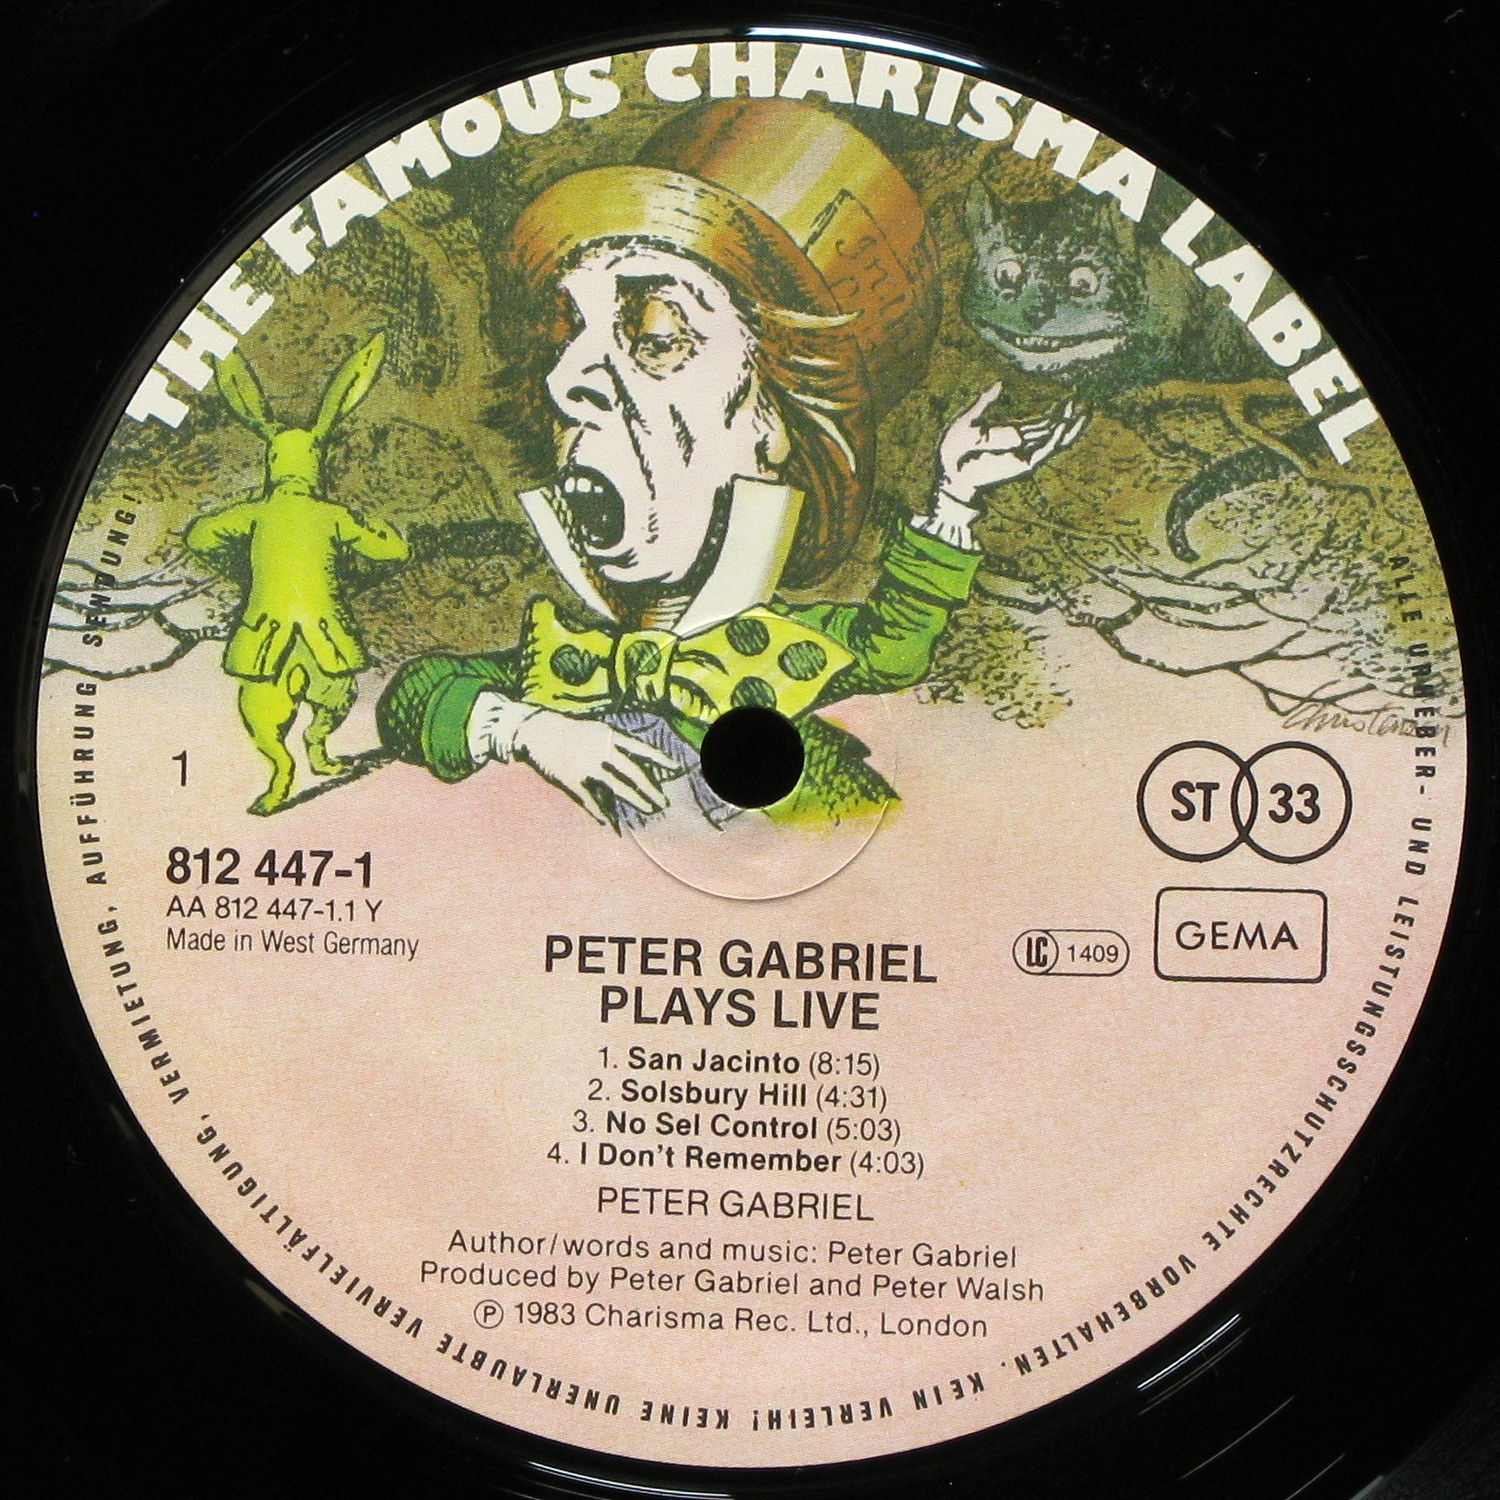 THE FAMOUS CHARISMA LABEL
1
812 447-1
AA 812 447-1.1 Y
Made in West Germany
ST 33
GEMA
LC 1409
PETER GABRIEL
PLAYS LIVE
1. San Jacinto (8:15)
2. Solsbury Hill (4:31)
3. No Sel Control (5:03)
4. I Don't Remember (4:03)
PETER GABRIEL
Author/words and music: Peter Gabriel
Produced by Peter Gabriel and Peter Walsh
℗ 1983 Charisma Rec. Ltd., London
ALLE URHEBER- UND LEISTUNGSSCHUTZRECHTE VORBEHALTEN. KEIN VERLEIH! KEINE UNERLAUBTE VERVIELFÄLTIGUNG, VERMIETUNG, AUFFÜHRUNG SENDUNG!